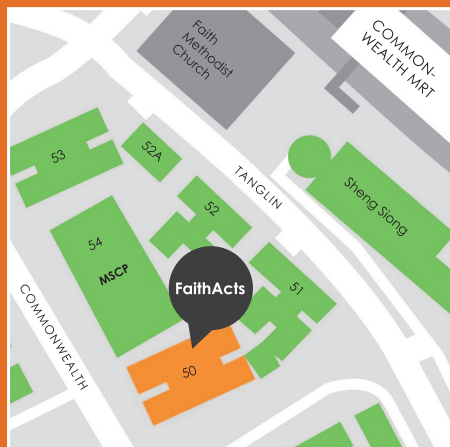 Faith
Methodist
Church
COMMON-
WEALTH MRT
53
52A
TANGLIN
52
Sheng Siong
54
MSCP
FaithActs
51
COMMONWEALTH
50